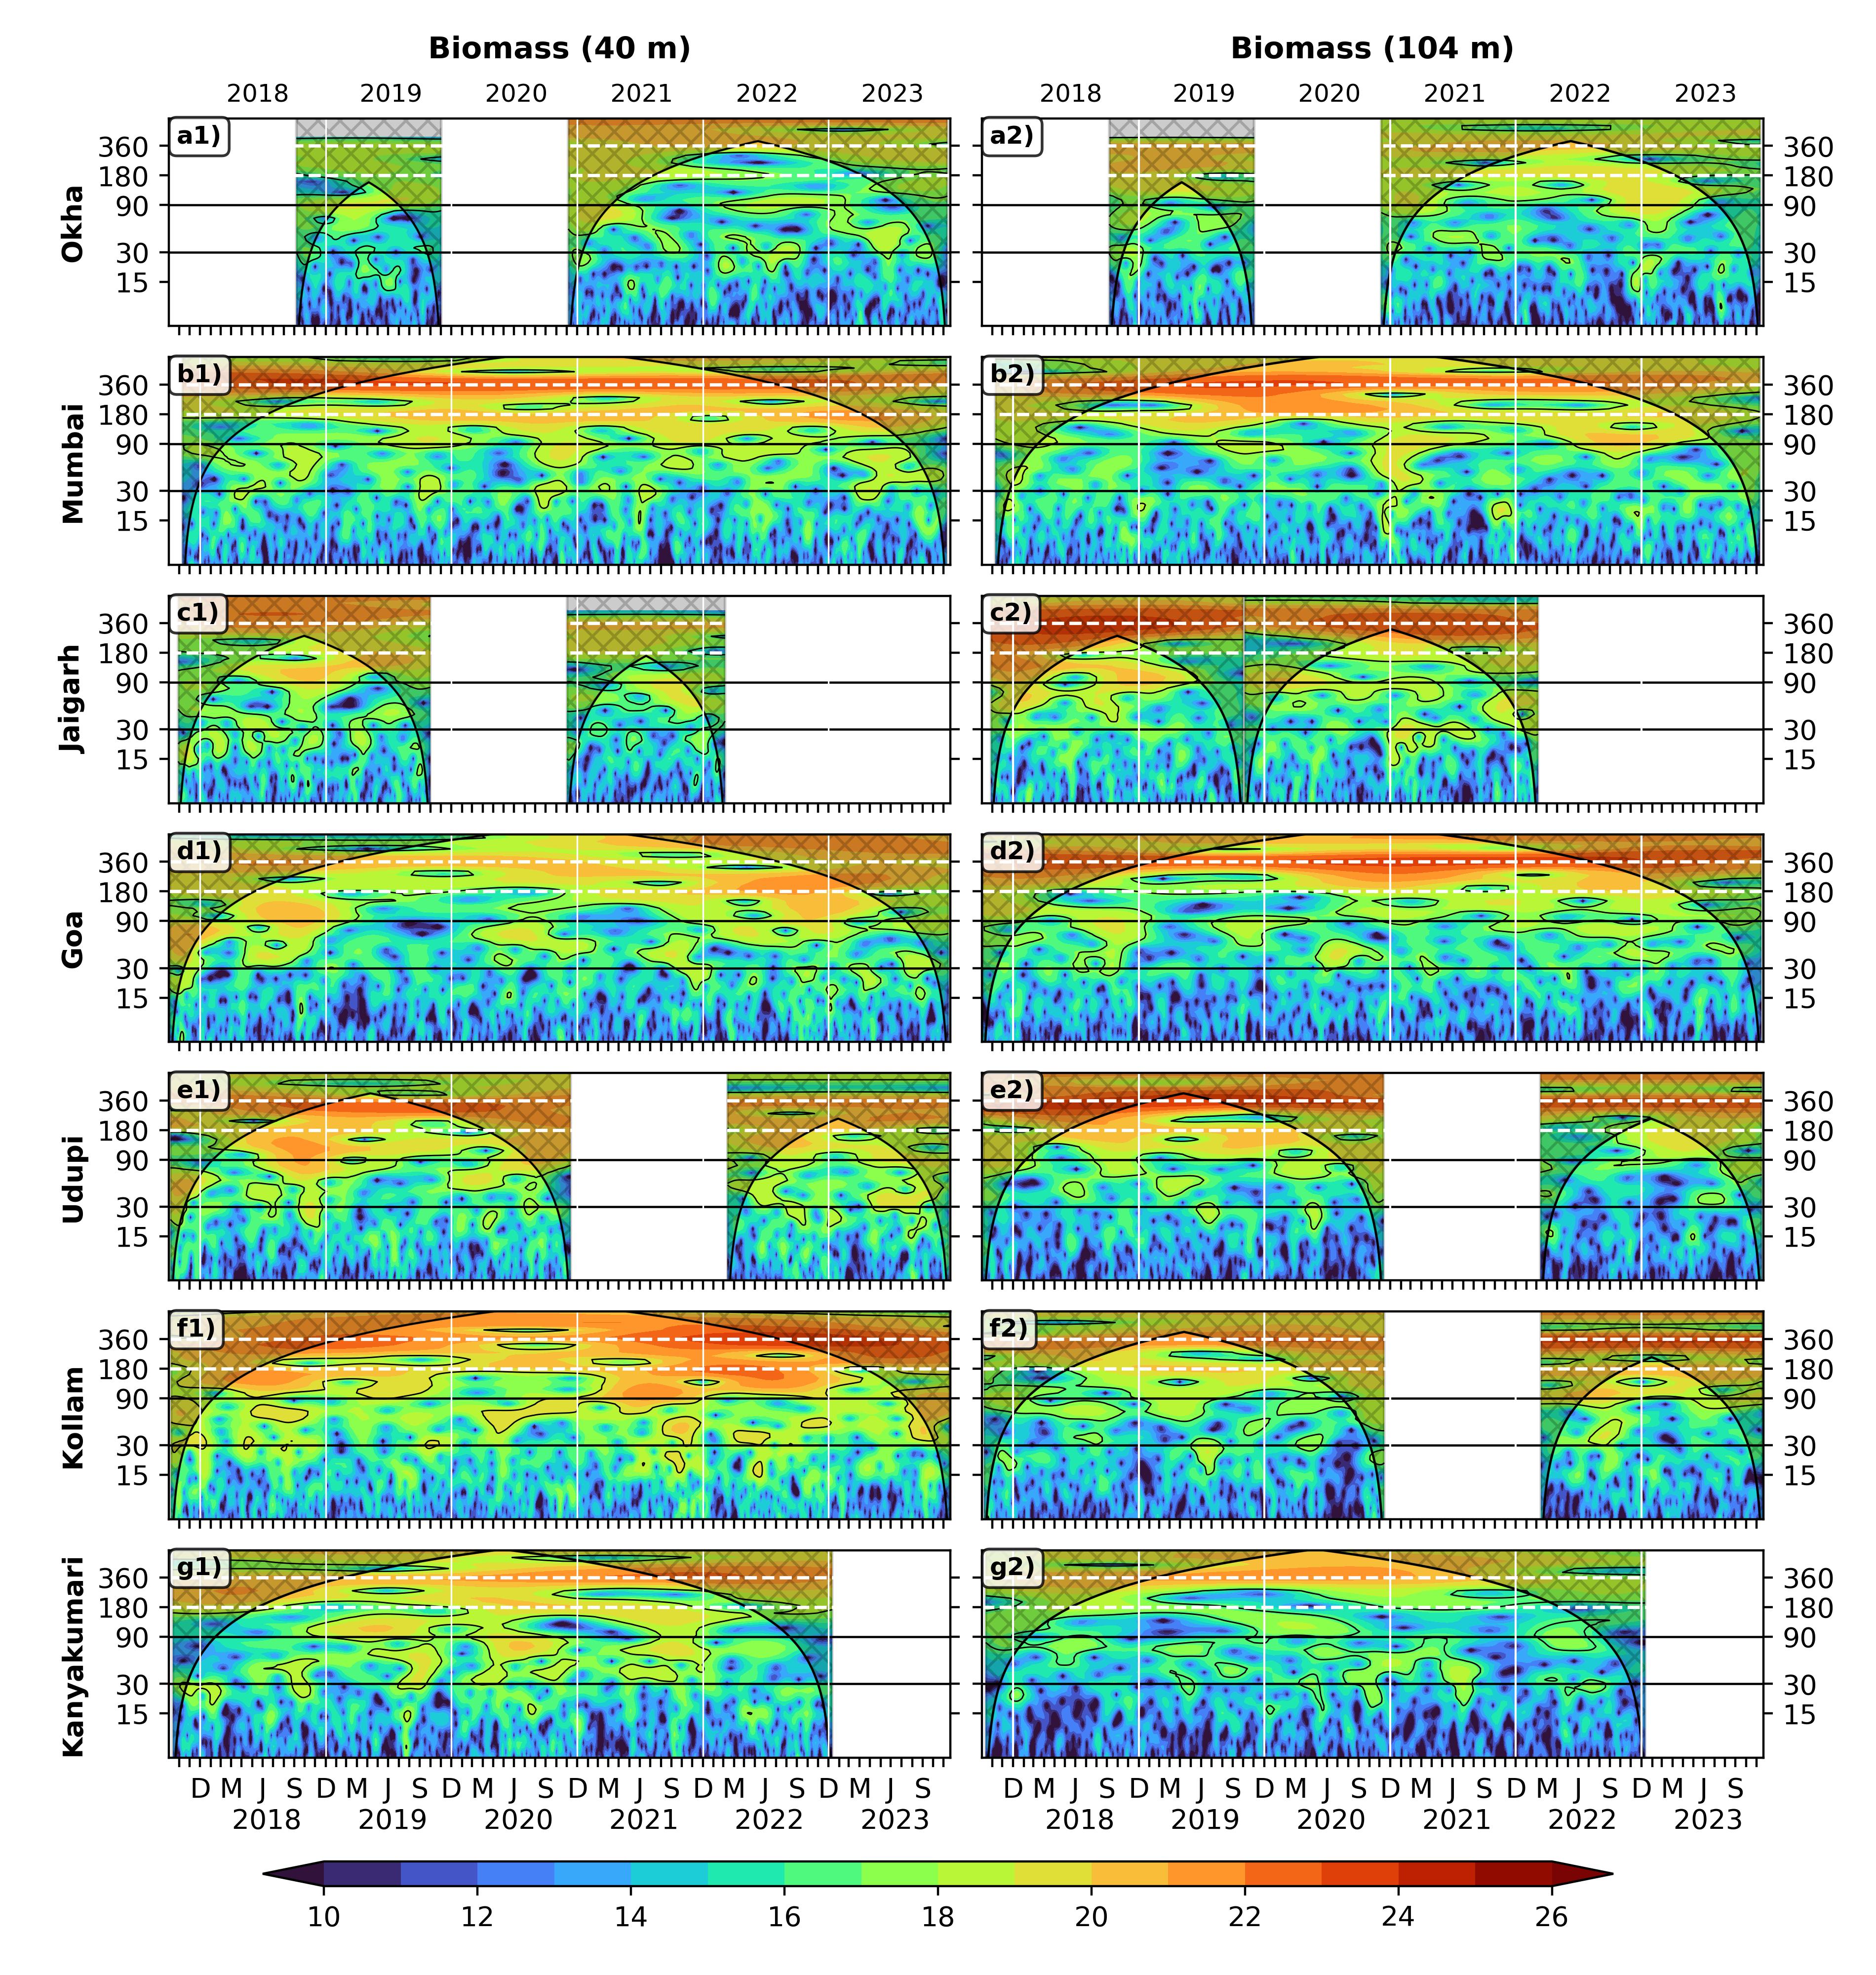 Biomass (40 m) Biomass (104 m)
2018 2019 2020 2021 2022 2023 2018 2019 2020 2021 2022 2023
Okha
a1) a2)
360 180 90 30 15 360 180 90 30 15
Mumbai
b1) b2)
360 180 90 30 15 360 180 90 30 15
Jaigarh
c1) c2)
360 180 90 30 15 360 180 90 30 15
Goa
d1) d2)
360 180 90 30 15 360 180 90 30 15
Udupi
e1) e2)
360 180 90 30 15 360 180 90 30 15
Kollam
f1) f2)
360 180 90 30 15 360 180 90 30 15
Kanyakumari
g1) g2)
360 180 90 30 15 360 180 90 30 15
D M J S D M J S D M J S D M J S D M J S D M J S D M J S D M J S D M J S D M J S D M J S D M J S
2018 2019 2020 2021 2022 2023 2018 2019 2020 2021 2022 2023
10 12 14 16 18 20 22 24 26